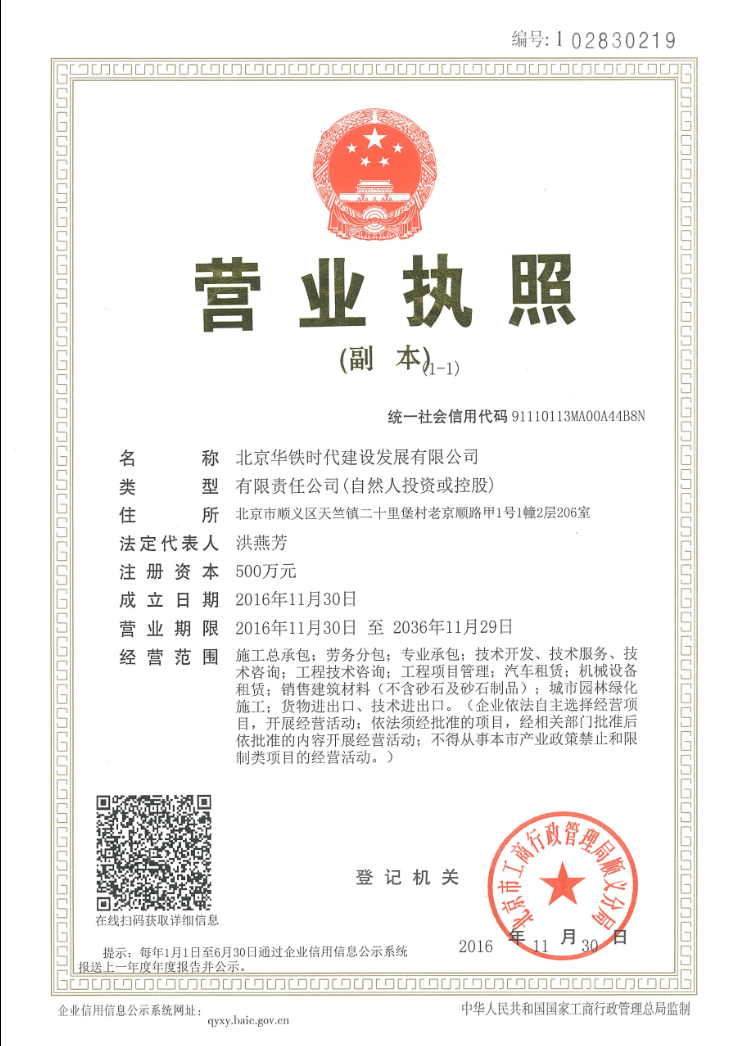 编号: 1 02830219
营业执照
(副 本)(1-1)
统一社会信用代码 91110113MA00A44B8N
名 称 北京华铁时代建设发展有限公司
类 型 有限责任公司(自然人投资或控股)
住 所 北京市顺义区天竺镇二十里堡村老京顺路甲1号1幢2层206室
法定代表人 洪燕芳
注册资本 500万元
成立日期 2016年11月30日
营业期限 2016年11月30日 至 2036年11月29日
经营范围 施工总承包；劳务分包；专业承包；技术开发、技术服务、技
术咨询；工程技术咨询；工程项目管理；汽车租赁；机械设备
租赁；销售建筑材料（不含砂石及砂石制品）；城市园林绿化
施工；货物进出口、技术进出口。（企业依法自主选择经营项
目，开展经营活动；依法须经批准的项目，经相关部门批准后
依批准的内容开展经营活动；不得从事本市产业政策禁止和限
制类项目的经营活动。）
在线扫码获取详细信息
登记机关
北京市工商行政管理局顺义分局
2016 年 11 月 30 日
提示：每年1月1日至6月30日通过企业信用信息公示系统
报送上一年度年度报告并公示。
企业信用信息公示系统网址：
qyxy.baic.gov.cn
中华人民共和国国家工商行政管理总局监制